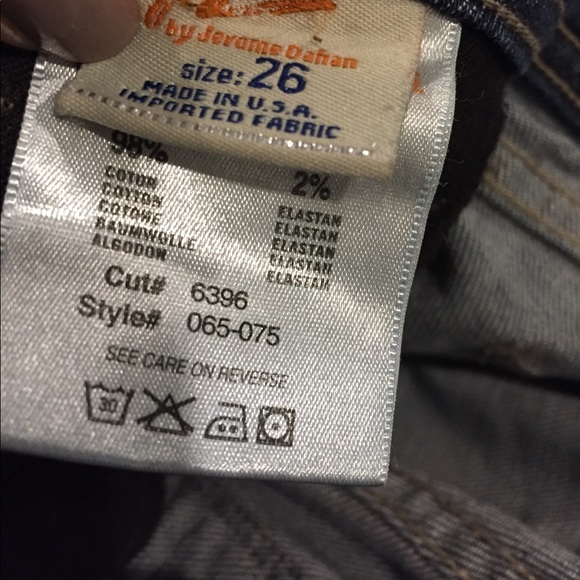 by Jerome Dahan
size: 26
MADE IN U.S.A.
IMPORTED FABRIC
98%
2%
COTON ELASTAN
COTTON ELASTAN
COTONE ELASTAN
BAUMWOLLE ELASTAN
ALGODON ELASTAN
Cut# 6396
Style# 065-075
SEE CARE ON REVERSE
30